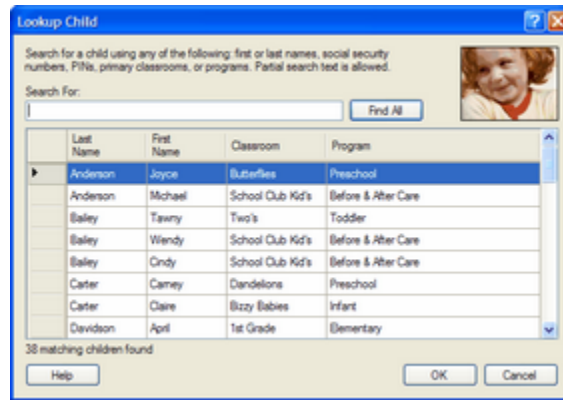 Lookup Child
Search for a child using any of the following: first or last names, social security
numbers, PINs, primary classrooms, or programs. Partial search text is allowed.
Search For:
Find All
Last Name First Name Classroom Program
Anderson Joyce Butterflies Preschool
Anderson Michael School Club Kid's Before & After Care
Bailey Tawny Two's Toddler
Bailey Wendy School Club Kid's Before & After Care
Bailey Cindy School Club Kid's Before & After Care
Carter Carney Dandelions Preschool
Carter Claire Bizzy Babies Infant
Davidson April 1st Grade Elementary
38 matching children found
Help OK Cancel